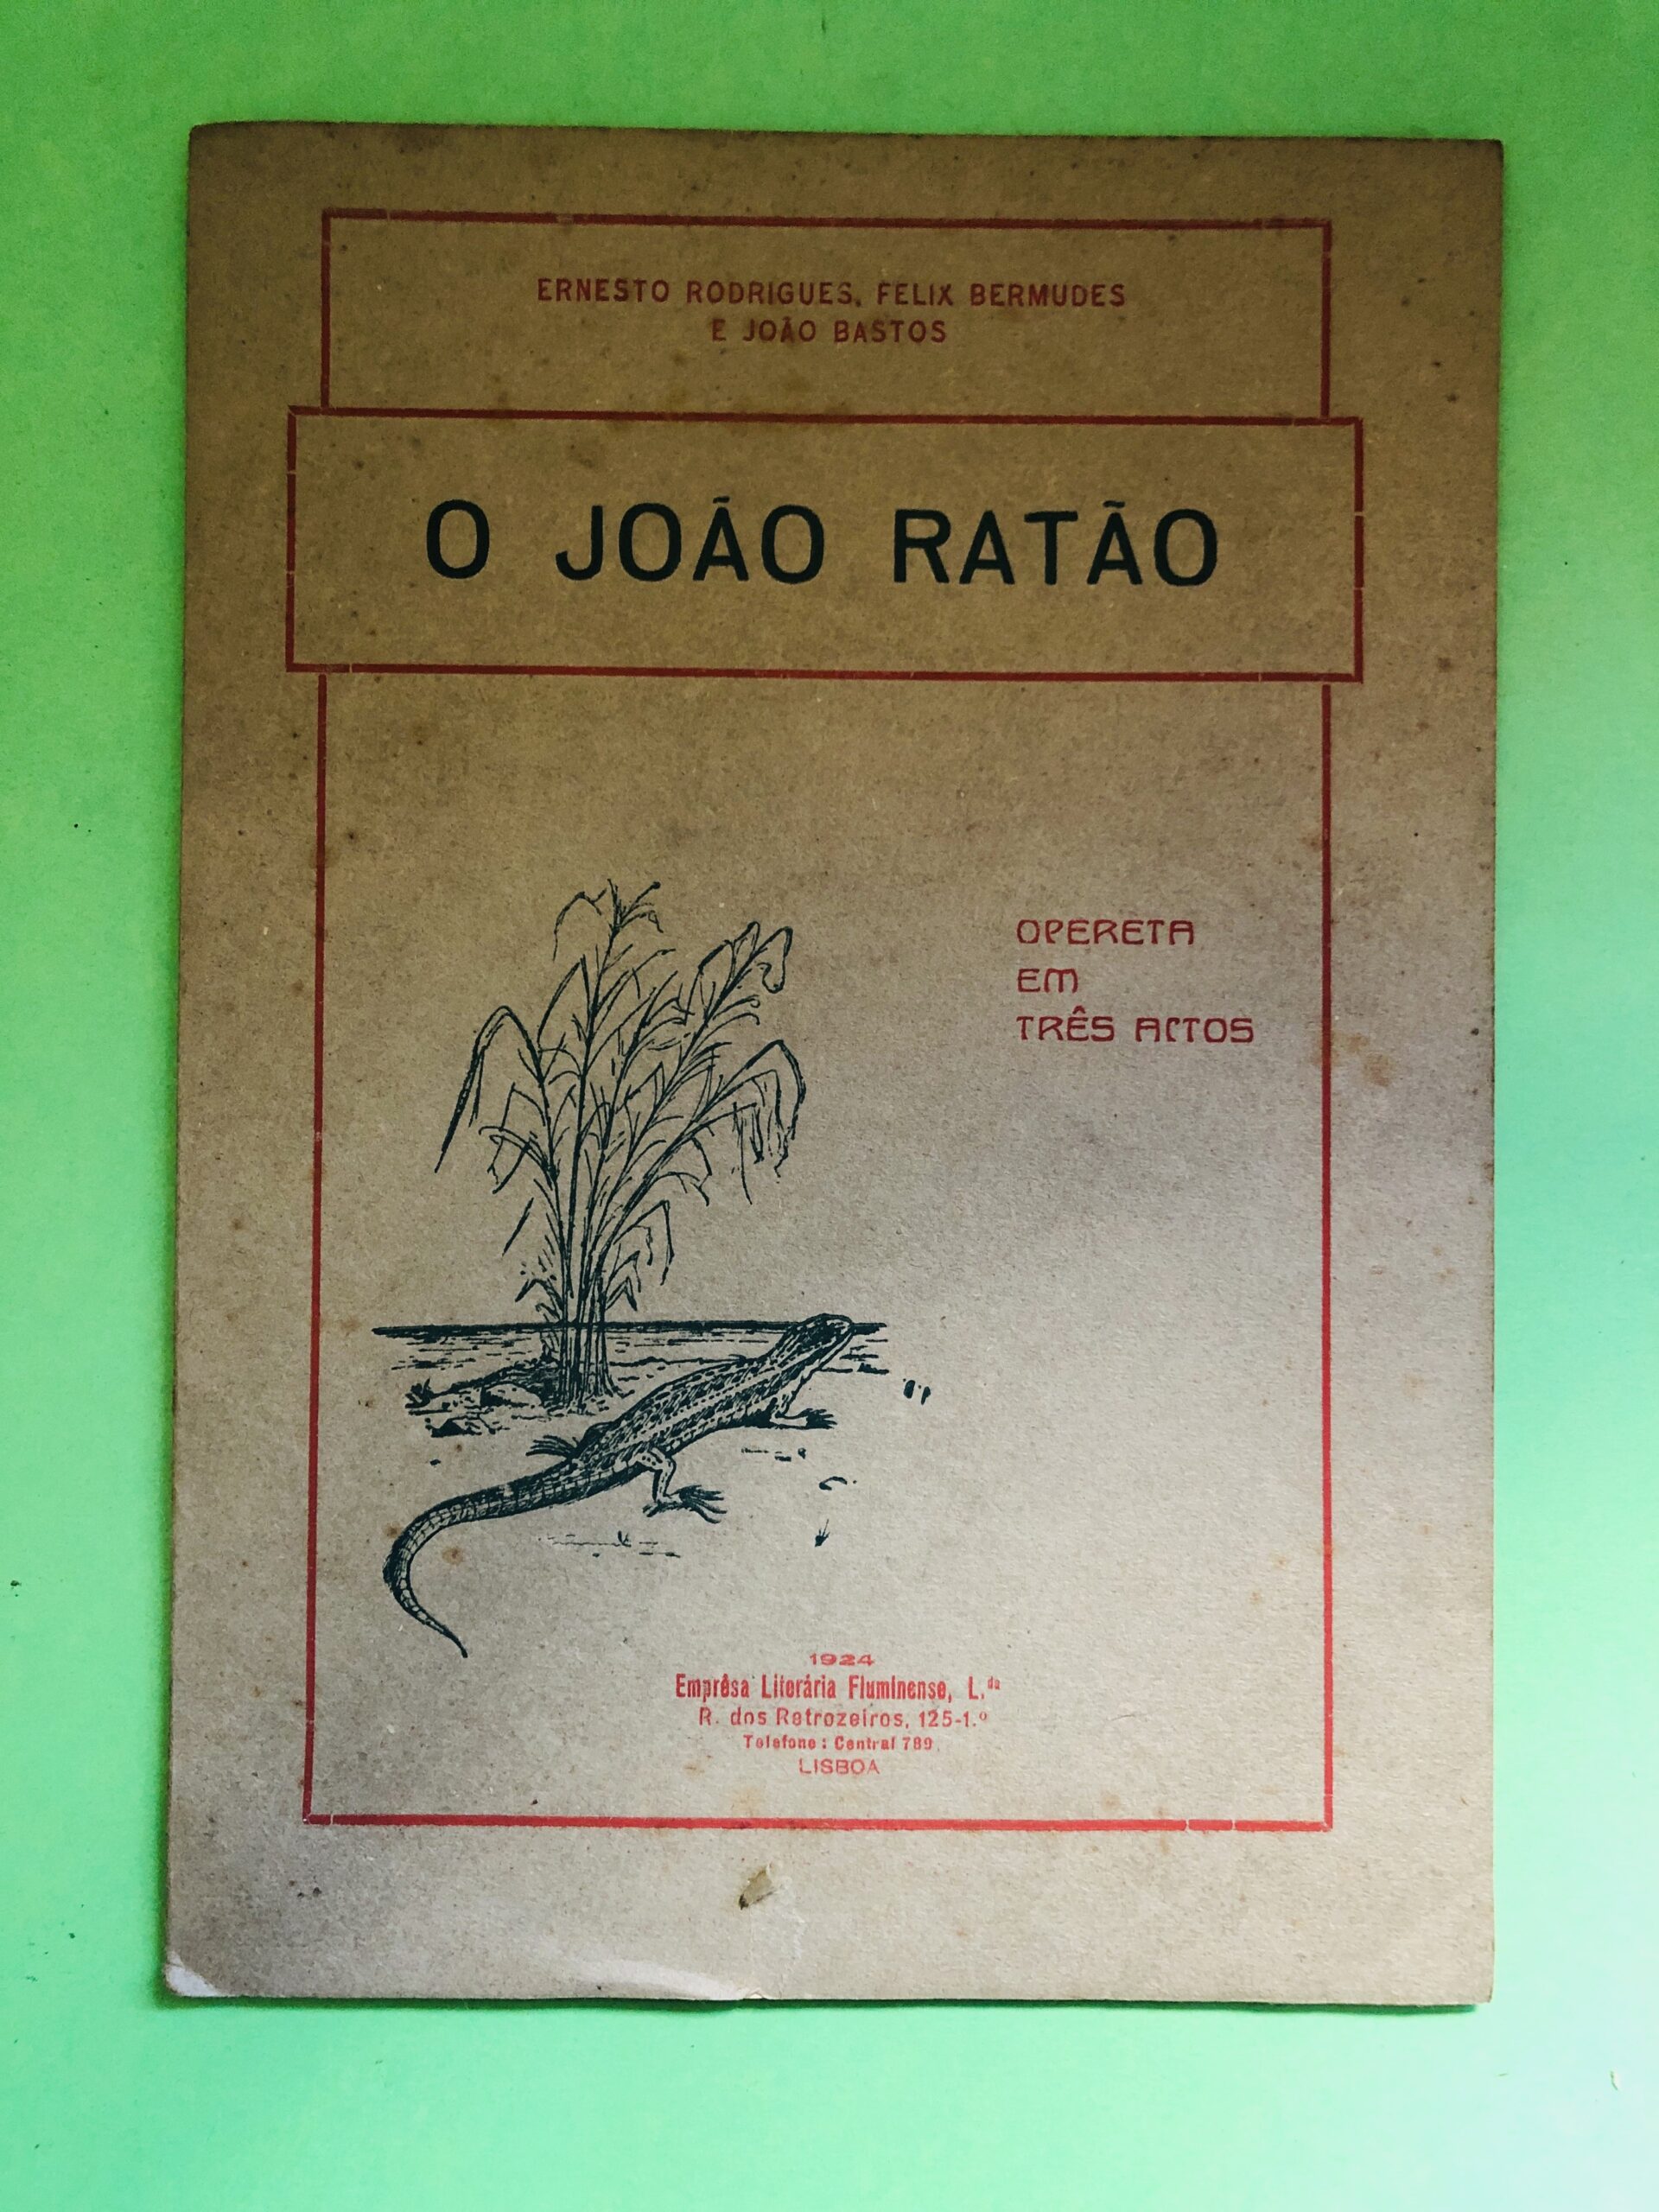 ERNESTO RODRIGUES, FELIX BERMUDES
E JOÃO BASTOS
O JOÃO RATÃO
OPERETA
EM
TRÊS ACTOS
1924
Emprêsa Literária Fluminense, L.da
R. dos Retrozeiros, 125-1.º
Telefone: Central 789
LISBOA